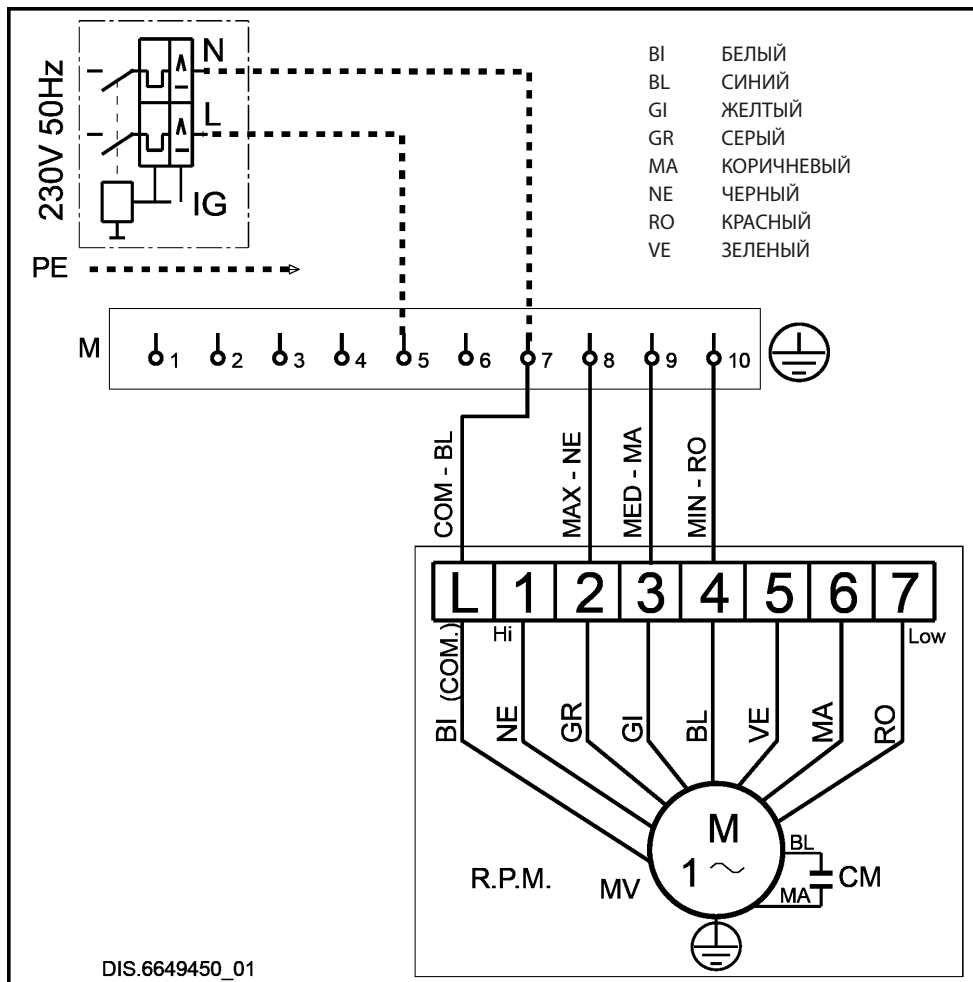 230V 50Hz
N
L
IG
PE
BI БЕЛЫЙ
BL СИНИЙ
GI ЖЕЛТЫЙ
GR СЕРЫЙ
MA КОРИЧНЕВЫЙ
NE ЧЕРНЫЙ
RO КРАСНЫЙ
VE ЗЕЛЕНЫЙ
M 1 2 3 4 5 6 7 8 9 10
COM - BL
MAX - NE
MED - MA
MIN - RO
L 1 2 3 4 5 6 7
Hi Low
BI (COM.)
NE
GR
GI
BL
VE
MA
RO
M
1
R.P.M. MV
BL
MA
CM
DIS.6649450_01